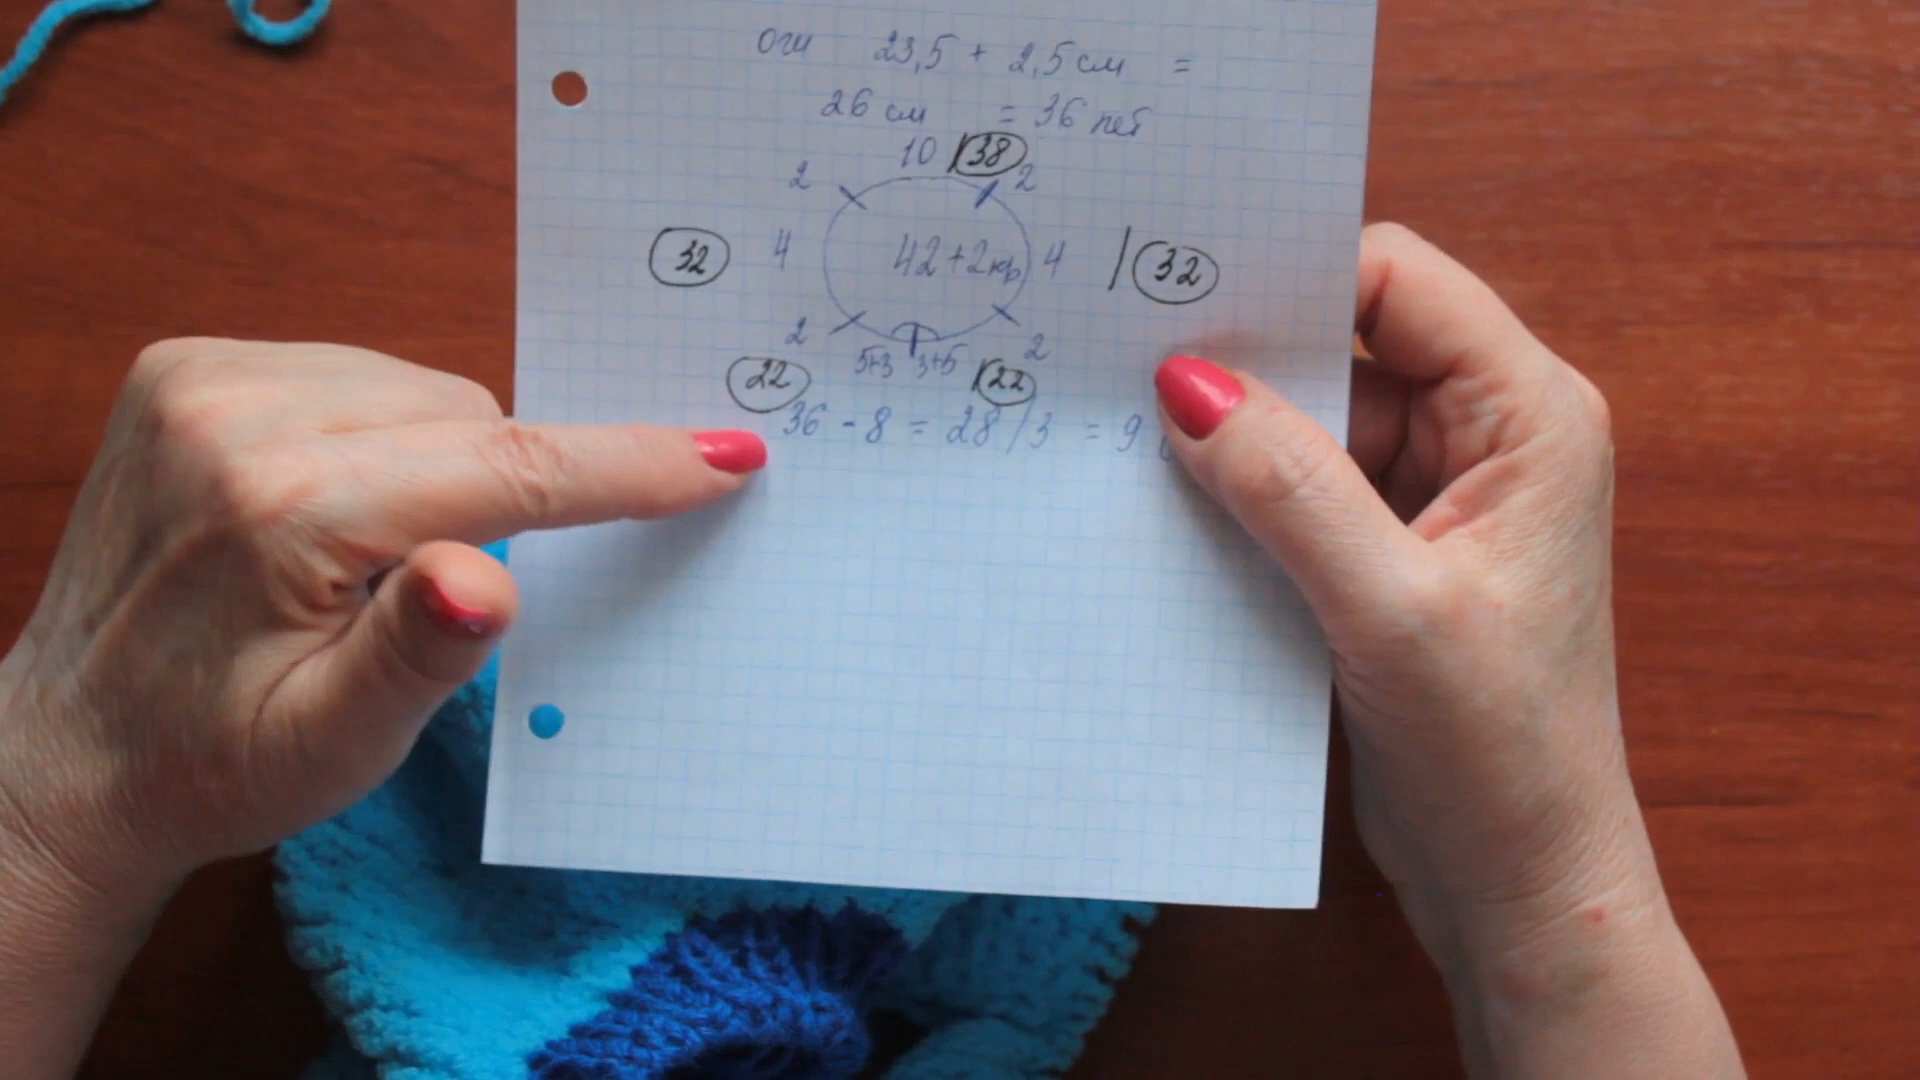 ОГШ 23,5 + 2,5 см =
26 см = 36 пет
10 38
2 2
32 4 42+2кр 4 32
2 2
5+3 3+5
22 22
36 - 8 = 28 / 3 = 9